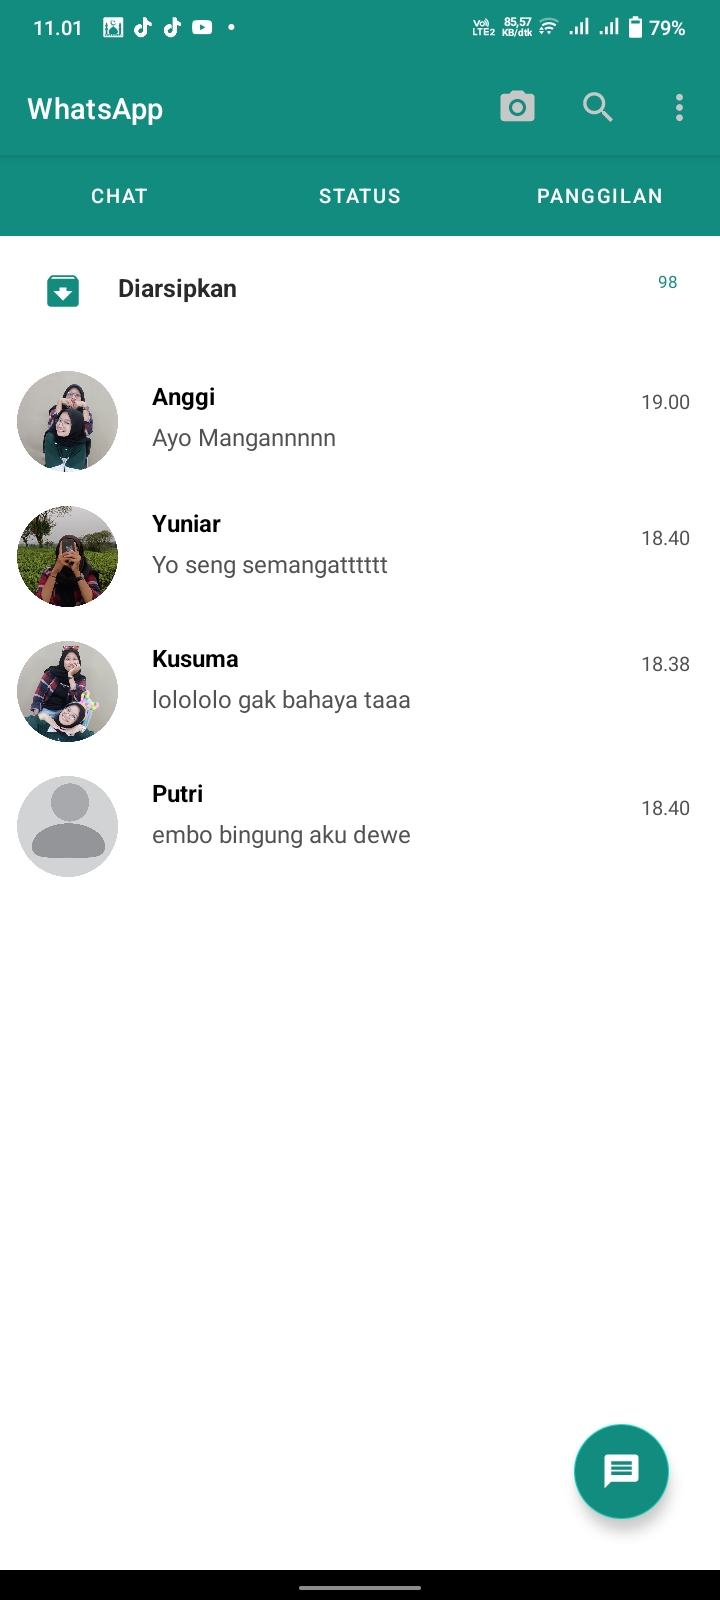 11.01
Vo)) LTE2 85,57 KB/dtk 79%
WhatsApp
CHAT STATUS PANGGILAN
Diarsipkan 98
Anggi 19.00
Ayo Mangannnnn
Yuniar 18.40
Yo seng semangatttttt
Kusuma 18.38
lolololo gak bahaya taaa
Putri 18.40
embo bingung aku dewe